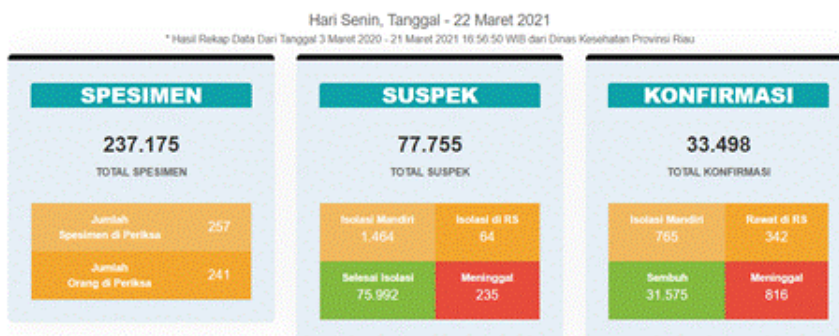 Hari Senin, Tanggal - 22 Maret 2021
* Hasil Rekap Data Dari Tanggal 3 Maret 2020 - 21 Maret 2021 16:56:50 WIB dari Dinas Kesehatan Provinsi Riau
SPESIMEN
237.175
TOTAL SPESIMEN
Jumlah
Spesimen di Periksa
257
Jumlah
Orang di Periksa
241
SUSPEK
77.755
TOTAL SUSPEK
Isolasi Mandiri
1.464
Isolasi di RS
64
Selesai Isolasi
75.992
Meninggal
235
KONFIRMASI
33.498
TOTAL KONFIRMASI
Isolasi Mandiri
765
Rawat di RS
342
Sembuh
31.575
Meninggal
816